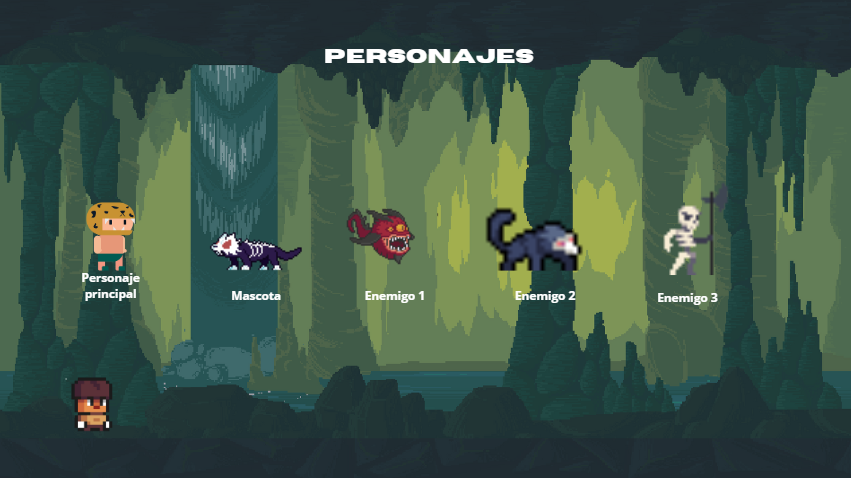 PERSONAJES
Personaje
principal
Mascota
Enemigo 1
Enemigo 2
Enemigo 3